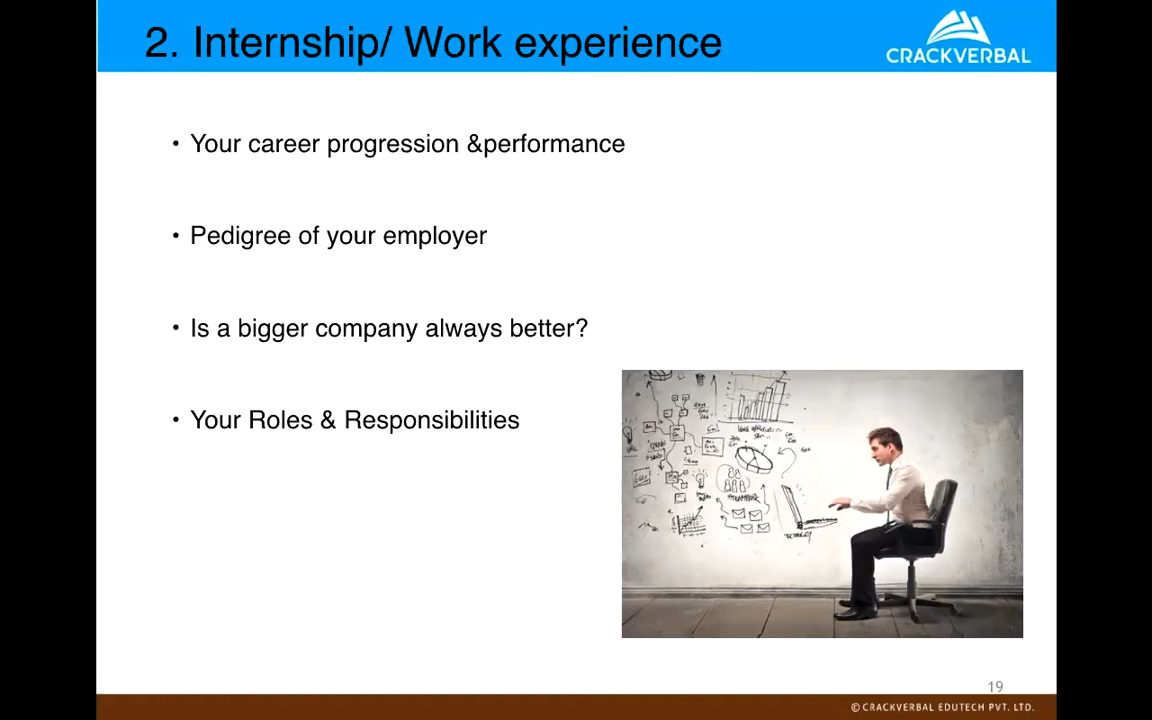 2. Internship/ Work experience
CRACKVERBAL
• Your career progression &performance
• Pedigree of your employer
• Is a bigger company always better?
• Your Roles & Responsibilities
19
© CRACKVERBAL EDUTECH PVT. LTD.